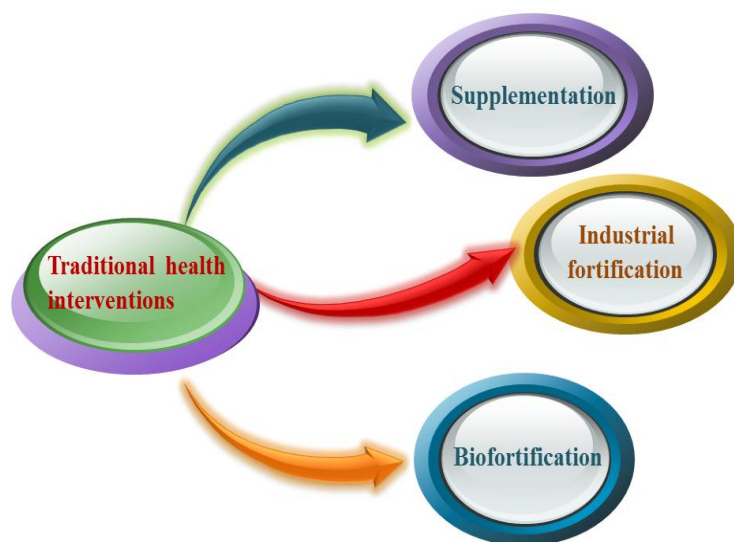 Supplementation
Industrial
fortification
Traditional health
interventions
Biofortification